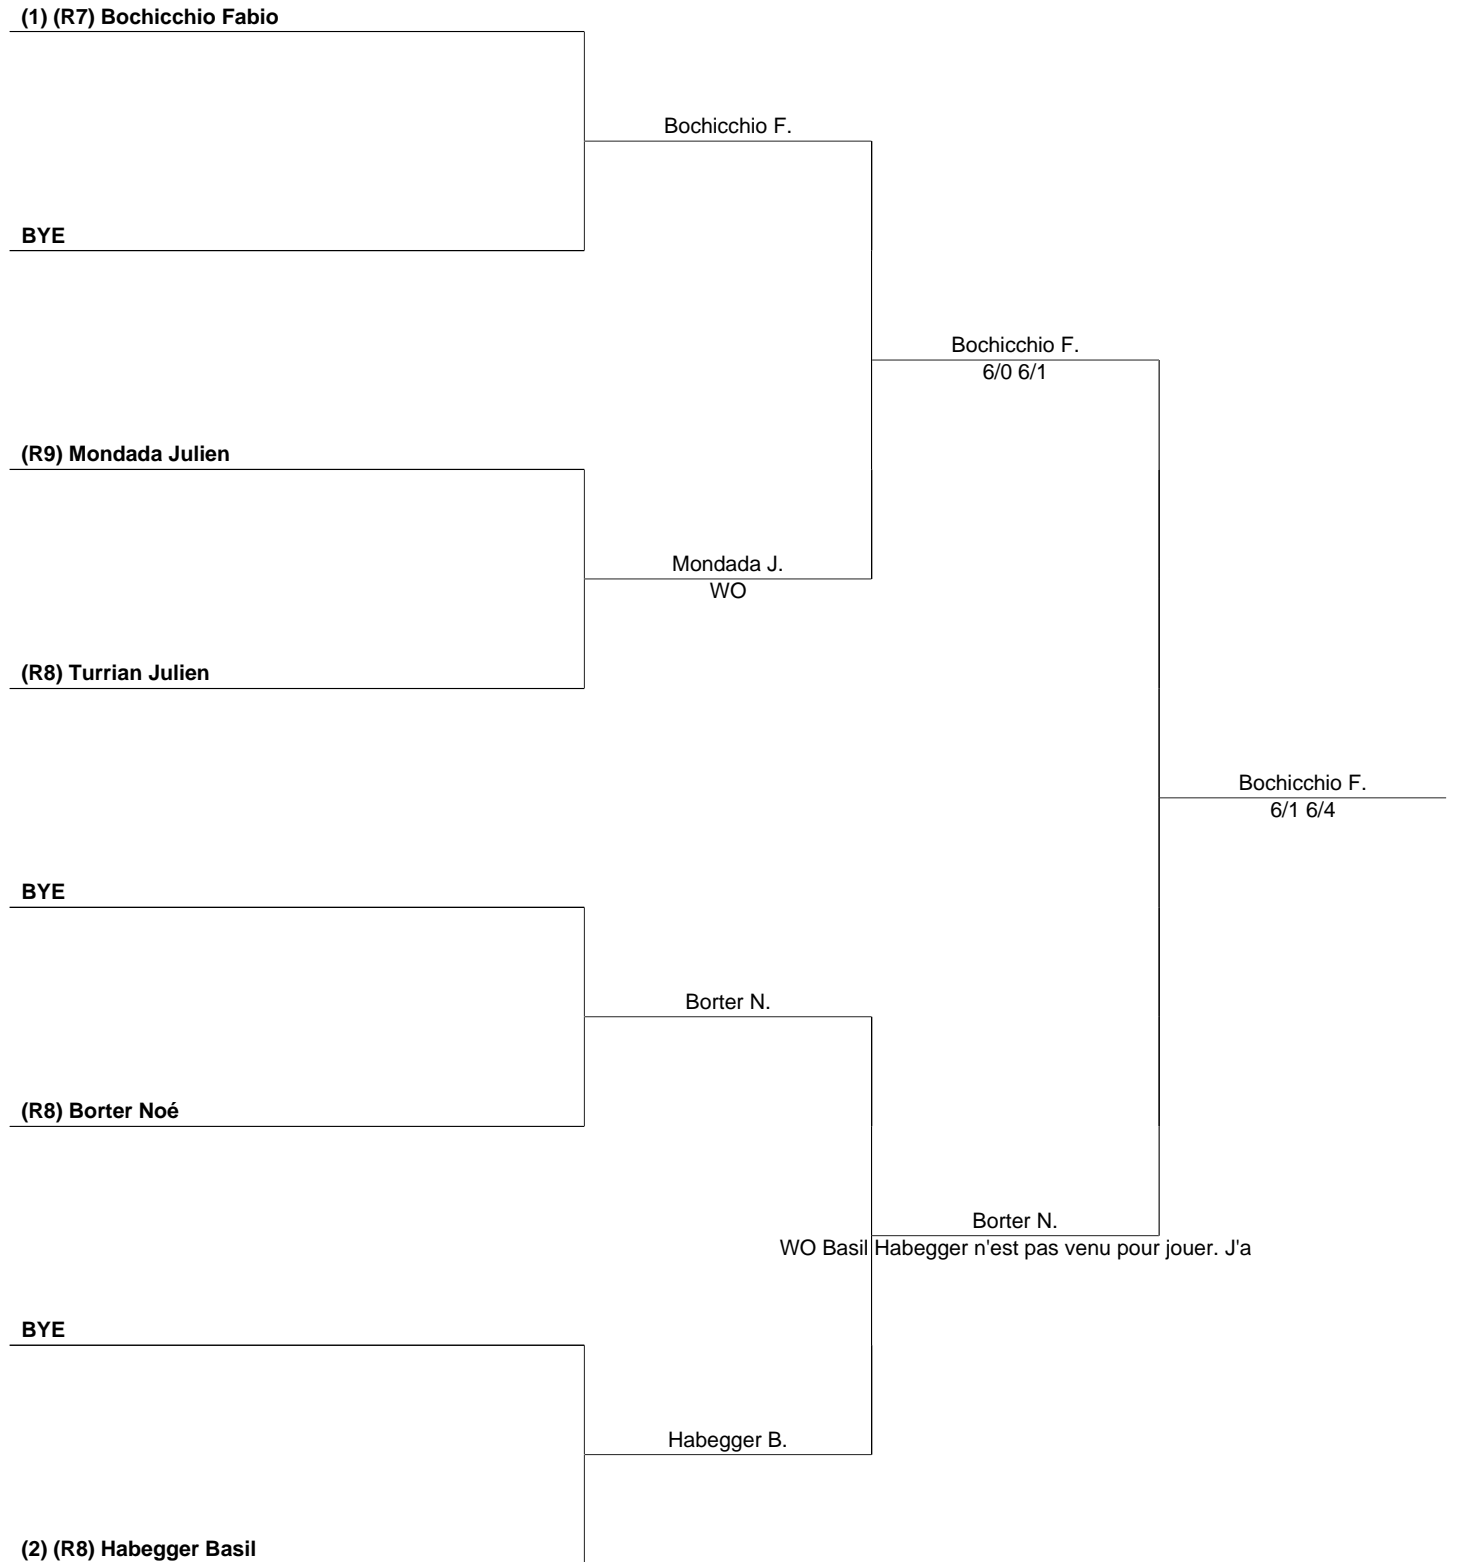 (1) (R7) Bochicchio Fabio
Bochicchio F.
BYE
Bochicchio F.
6/0 6/1
(R9) Mondada Julien
Mondada J.
WO
(R8) Turrian Julien
Bochicchio F.
6/1 6/4
BYE
Borter N.
(R8) Borter Noé
Borter N.
WO Basil Habegger n'est pas venu pour jouer. J'a
BYE
Habegger B.
(2) (R8) Habegger Basil